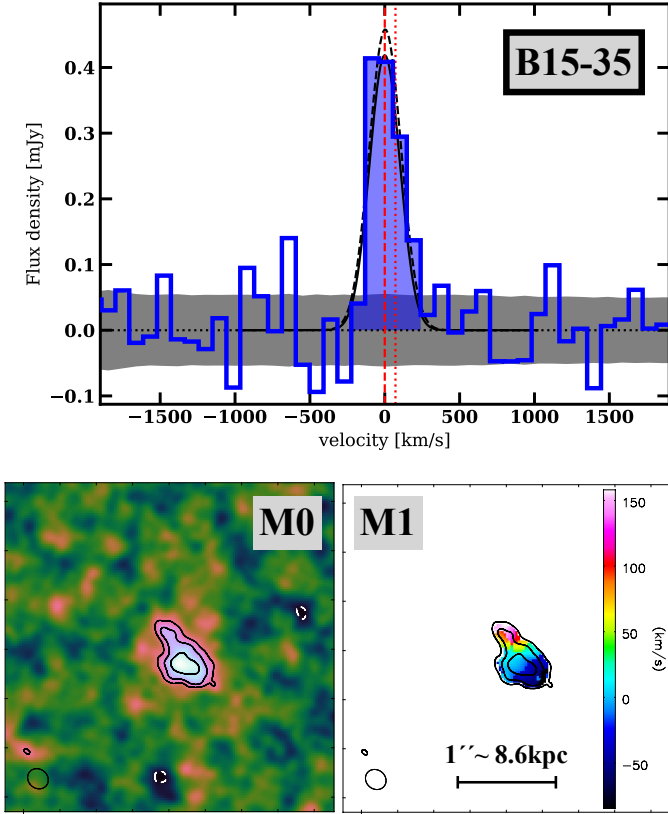 B15-35
Flux density [mJy]
0.4
0.3
0.2
0.1
0.0
−0.1
−1500 −1000 −500 0 500 1000 1500
velocity [km/s]
M0
M1
150
100
50
0
−50
(km/s)
1′′~ 8.6kpc